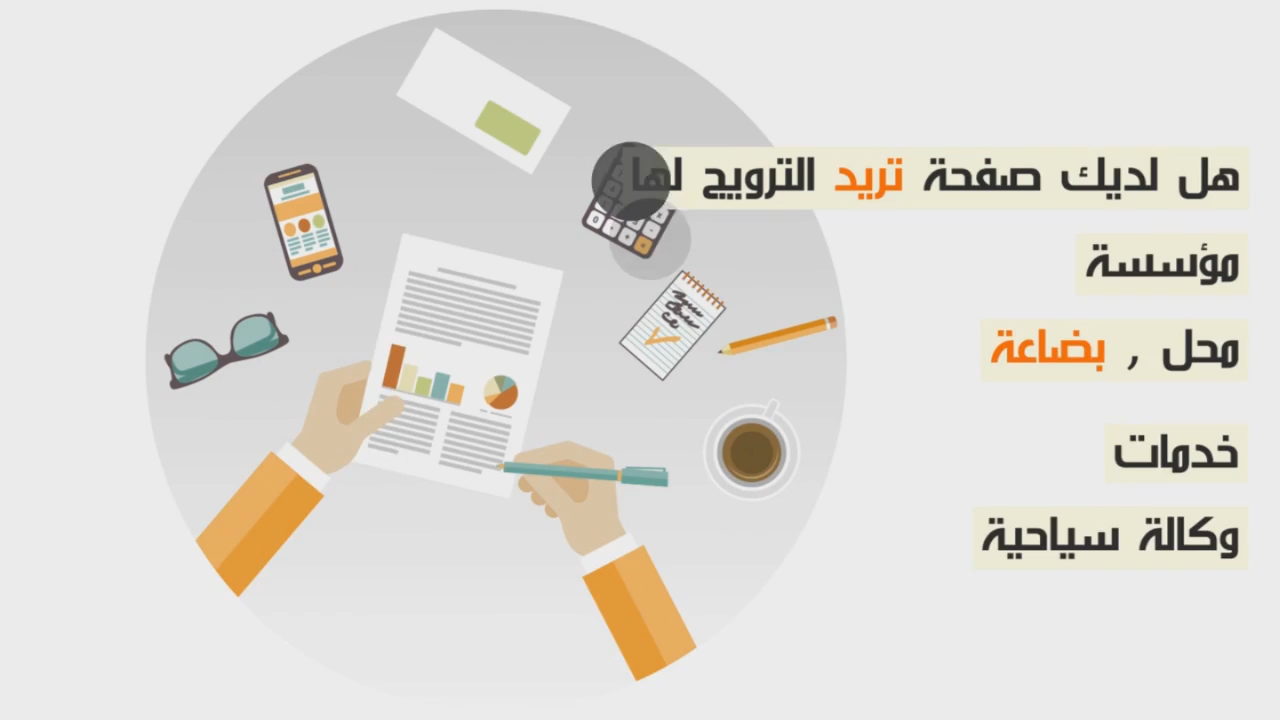 هل لديك صفحة تريد الترويج لها
مؤسسة
محل , بضاعة
خدمات
وكالة سياحية